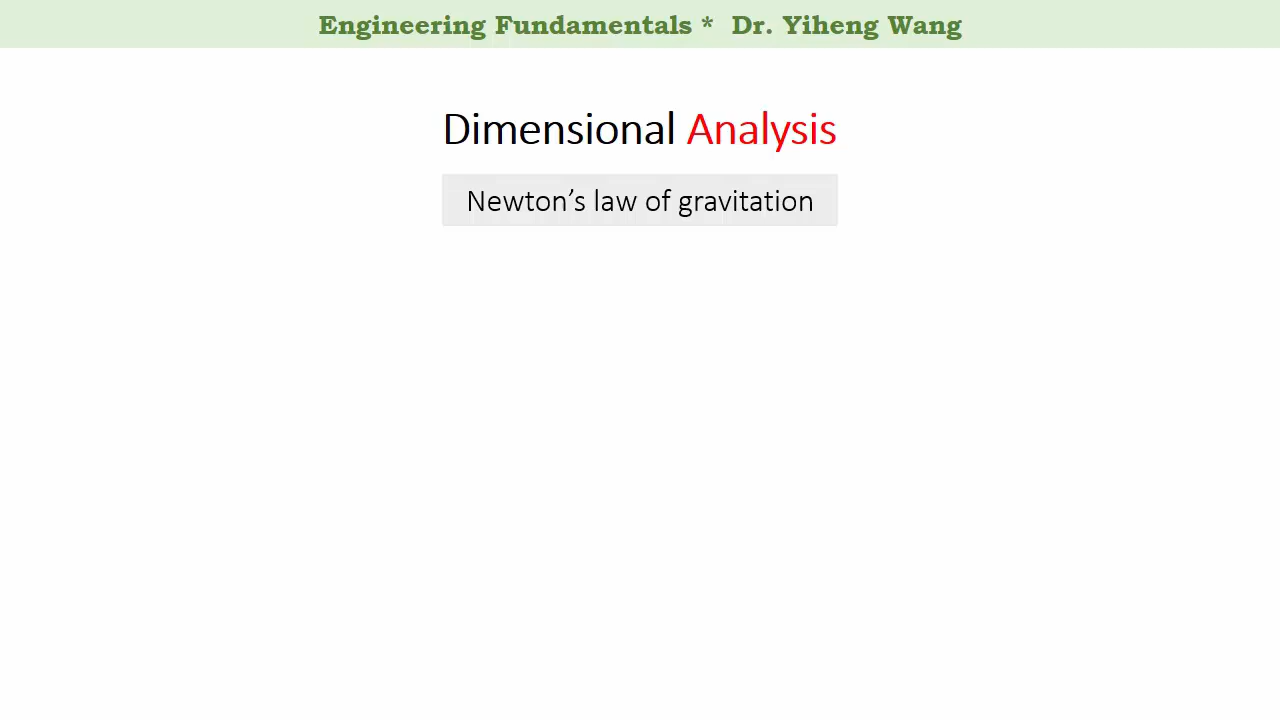 Engineering Fundamentals * Dr. Yiheng Wang
Dimensional Analysis
Newton’s law of gravitation